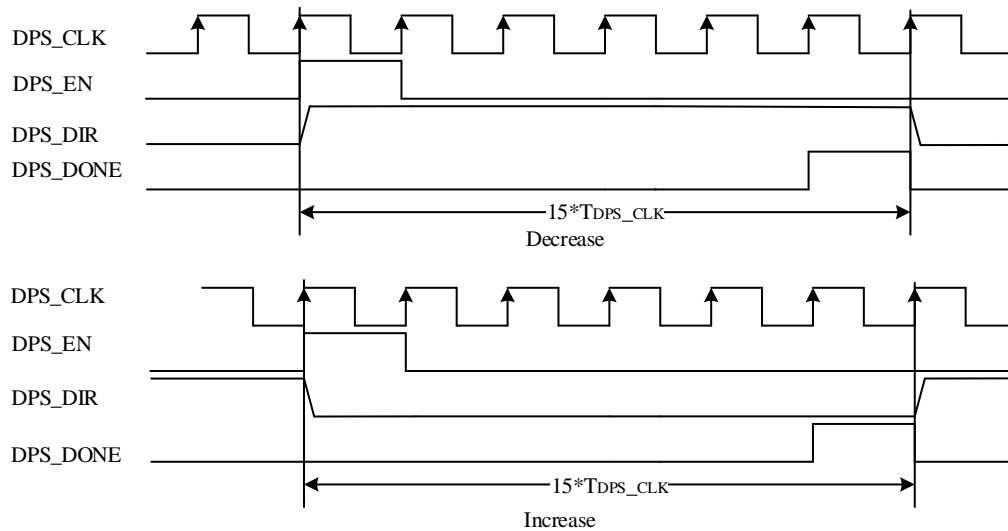 DPS_CLK
DPS_EN
DPS_DIR
DPS_DONE
15*TDPS_CLK
Decrease
DPS_CLK
DPS_EN
DPS_DIR
DPS_DONE
15*TDPS_CLK
Increase